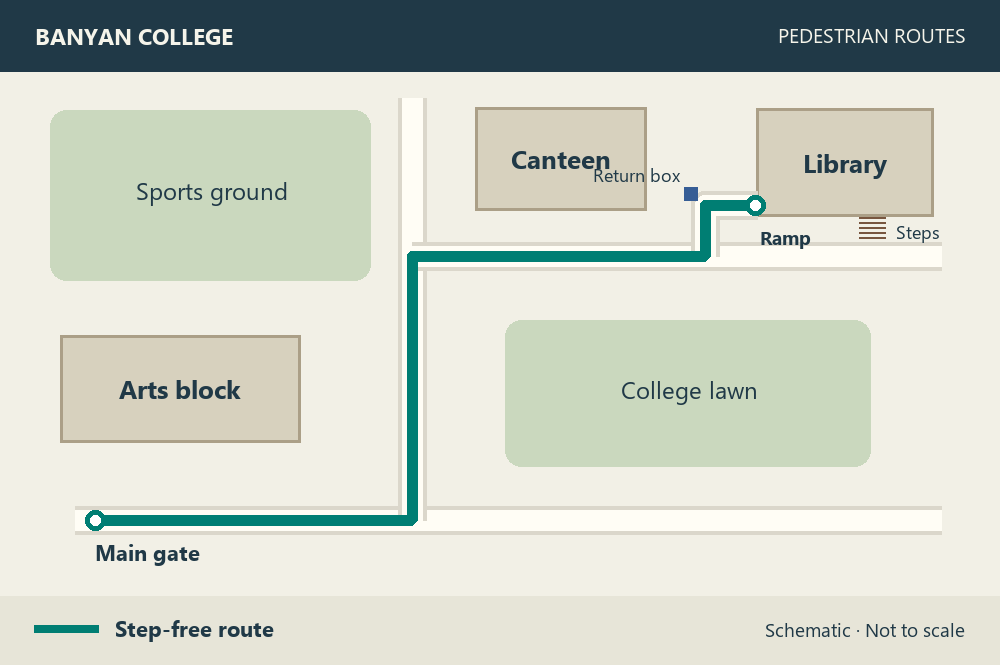 BANYAN COLLEGE
PEDESTRIAN ROUTES
Sports ground
Canteen
Return box
Library
Ramp
Steps
Arts block
College lawn
Main gate
Step-free route
Schematic · Not to scale